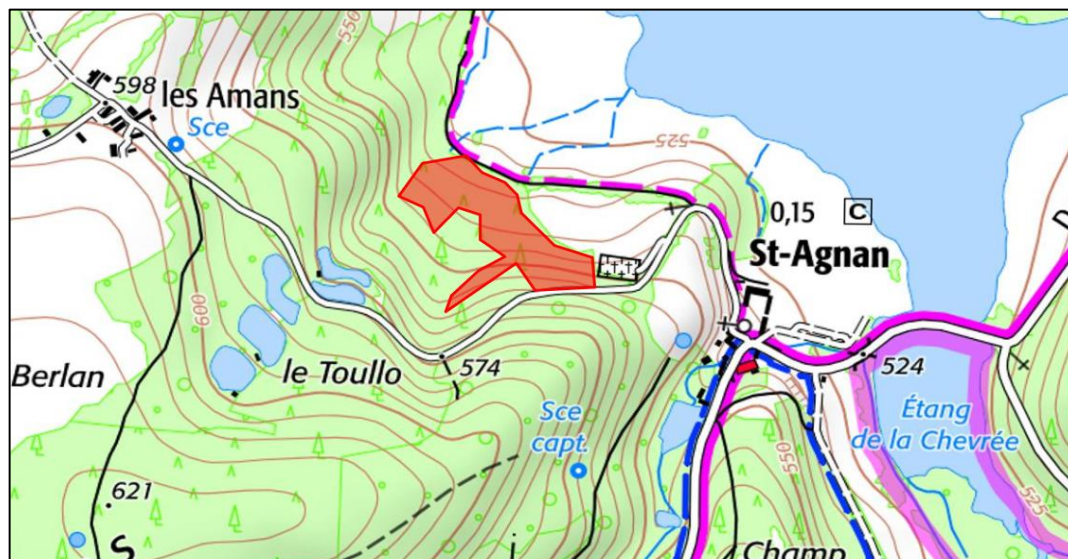 550
598
les Amans
Sce
525
0,15
C
St-Agnan
600
Berlan
le Toullo
574
524
Étang
de la Chevrée
Sce
capt.
550
621
525
S
Champ